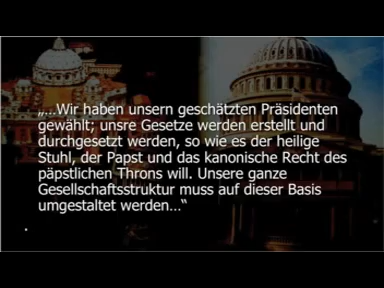 „…Wir haben unsern geschätzten Präsidenten
gewählt; unsre Gesetze werden erstellt und
durchgesetzt werden, so wie es der heilige
Stuhl, der Papst und das kanonische Recht des
päpstlichen Throns will. Unsere ganze
Gesellschaftsstruktur muss auf dieser Basis
umgestaltet werden…“
.